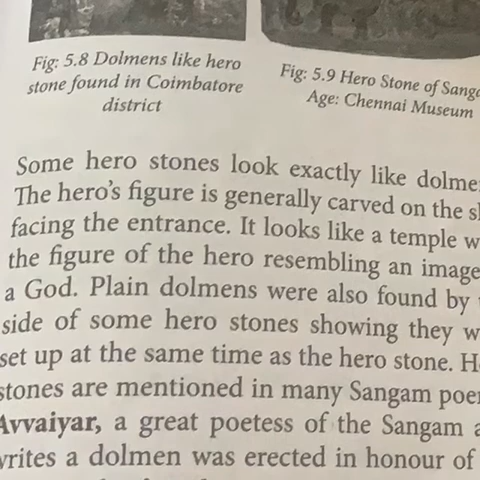 Fig: 5.8 Dolmens like hero
stone found in Coimbatore
district
Fig: 5.9 Hero Stone of
Age: Chennai Museum
Some hero stones look exactly like
The hero's figure is generally carved on the
facing the entrance. It looks like a temple
the figure of the hero resembling an image
a God. Plain dolmens were also found by
side of some hero stones showing they
set up at the same time as the hero stone.
stones are mentioned in many Sangam
Avvaiyar, a great poetess of the Sangam
writes a dolmen was erected in honour of